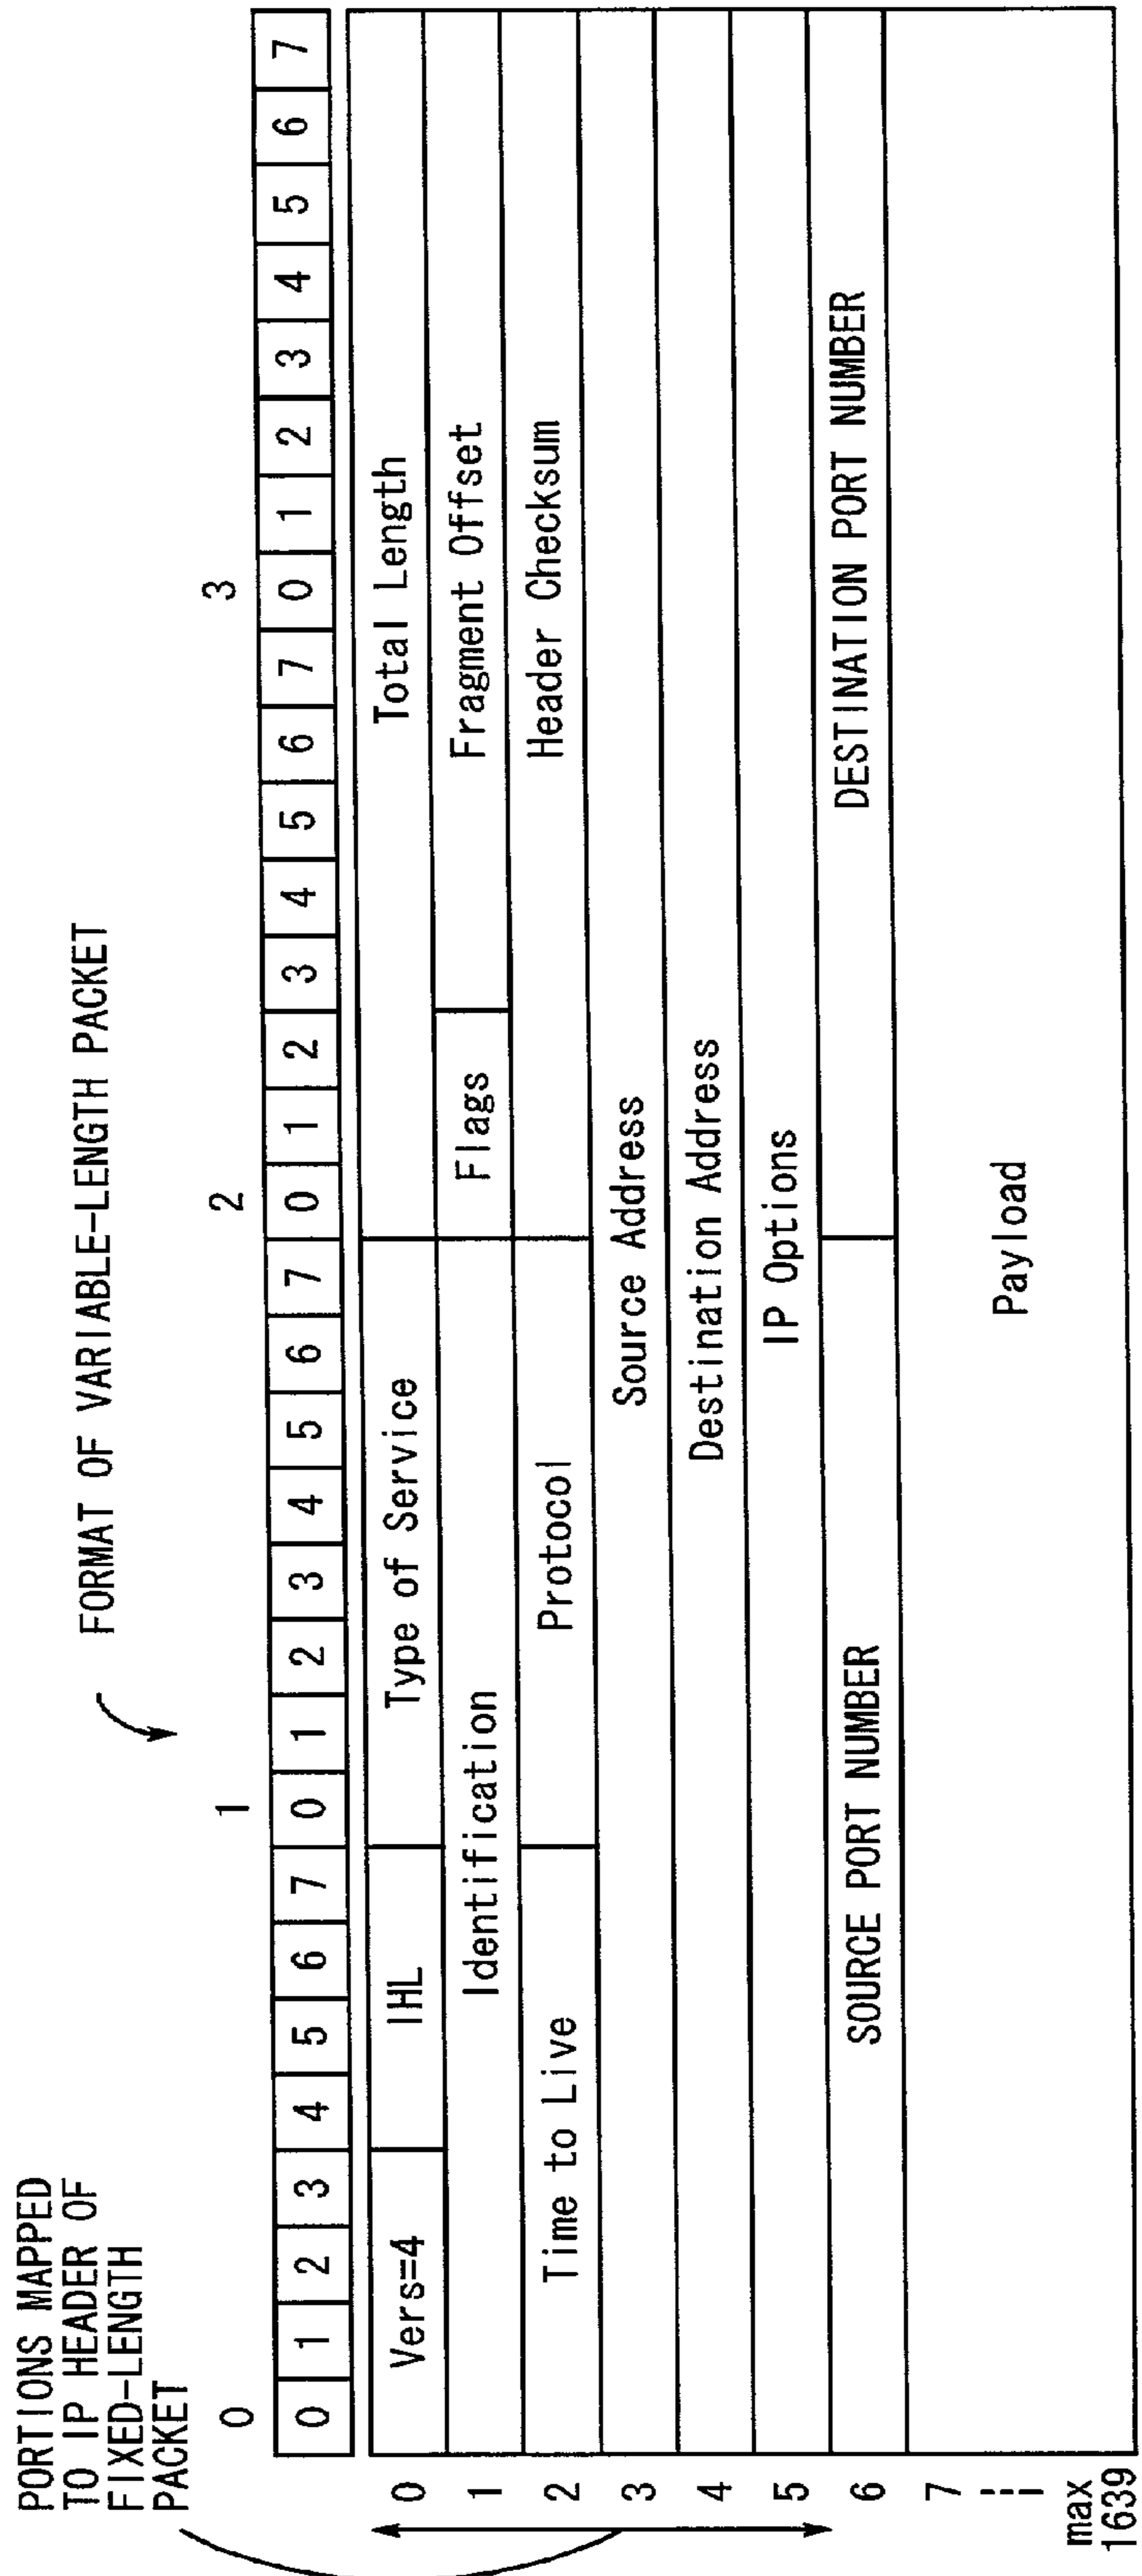 FORMAT OF VARIABLE-LENGTH PACKET
PORTIONS MAPPED
TO IP HEADER OF
FIXED-LENGTH
PACKET
0 1 2 3
0 1 2 3 4 5 6 7 0 1 2 3 4 5 6 7 0 1 2 3 4 5 6 7 0 1 2 3 4 5 6 7
0 Vers=4 IHL Type of Service Total Length
1 Identification Flags Fragment Offset
2 Time to Live Protocol Header Checksum
3 Source Address
4 Destination Address
5 IP Options
6 SOURCE PORT NUMBER DESTINATION PORT NUMBER
7 Payload
max
1639